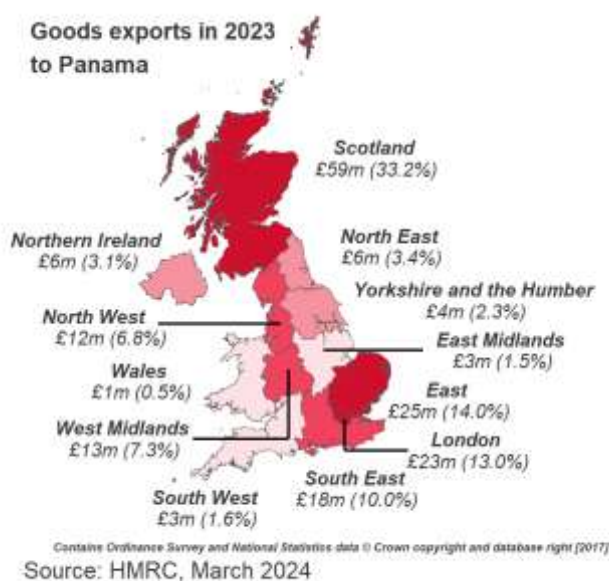 Goods exports in 2023
to Panama
Scotland
£59m (33.2%)
Northern Ireland
£6m (3.1%)
North East
£6m (3.4%)
Yorkshire and the Humber
£4m (2.3%)
North West
£12m (6.8%)
East Midlands
£3m (1.5%)
Wales
£1m (0.5%)
East
£25m (14.0%)
West Midlands
£13m (7.3%)
London
£23m (13.0%)
South East
£18m (10.0%)
South West
£3m (1.6%)
Contains Ordinance Survey and National Statistics data © Crown copyright and database right [2017]
Source: HMRC, March 2024